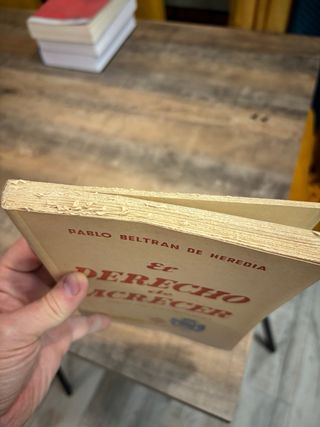 PABLO BELTRAN DE HEREDIA
EL
DERECHO
de
ACRECER